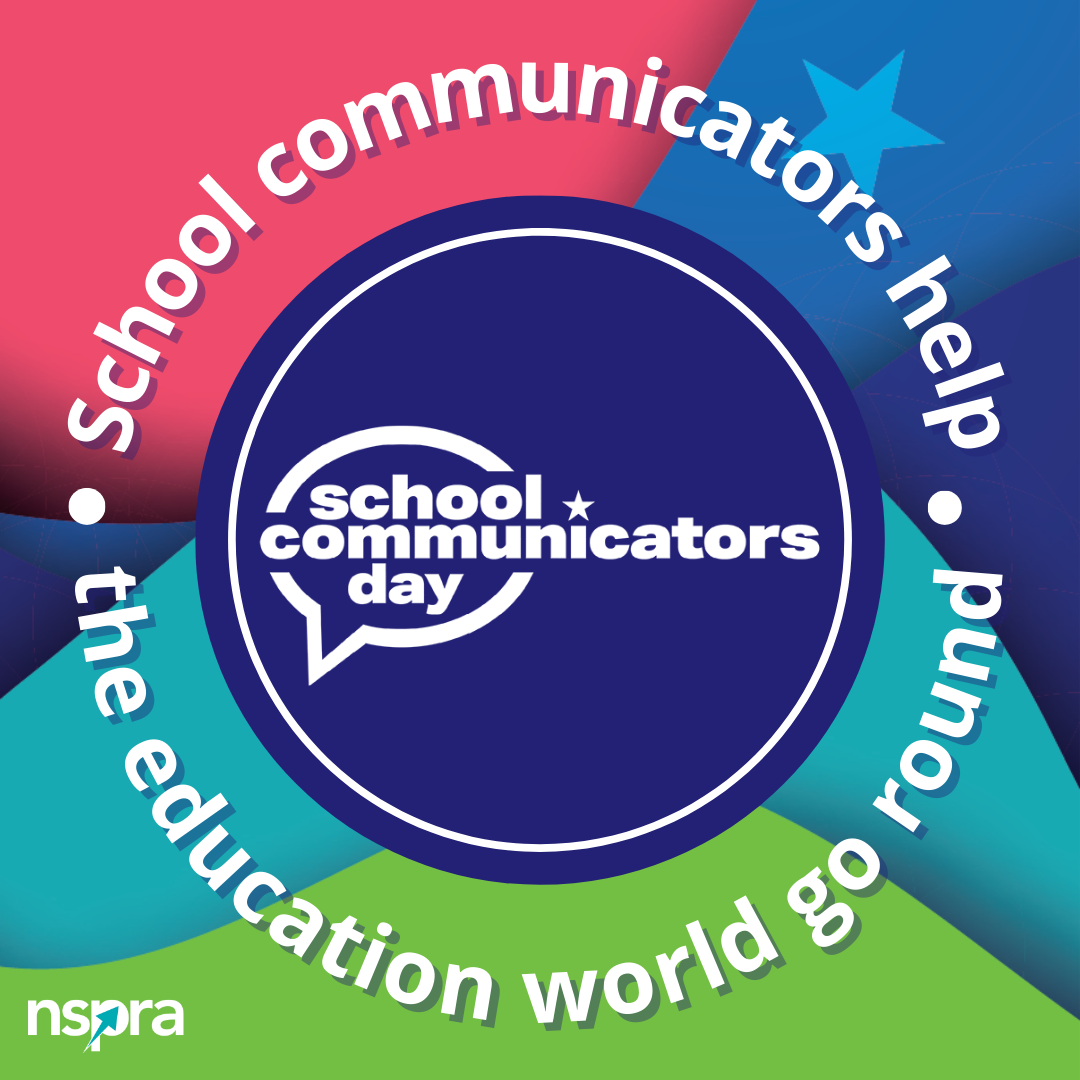 School communicators help
• the education world go round •
school
communicators
day
nspra